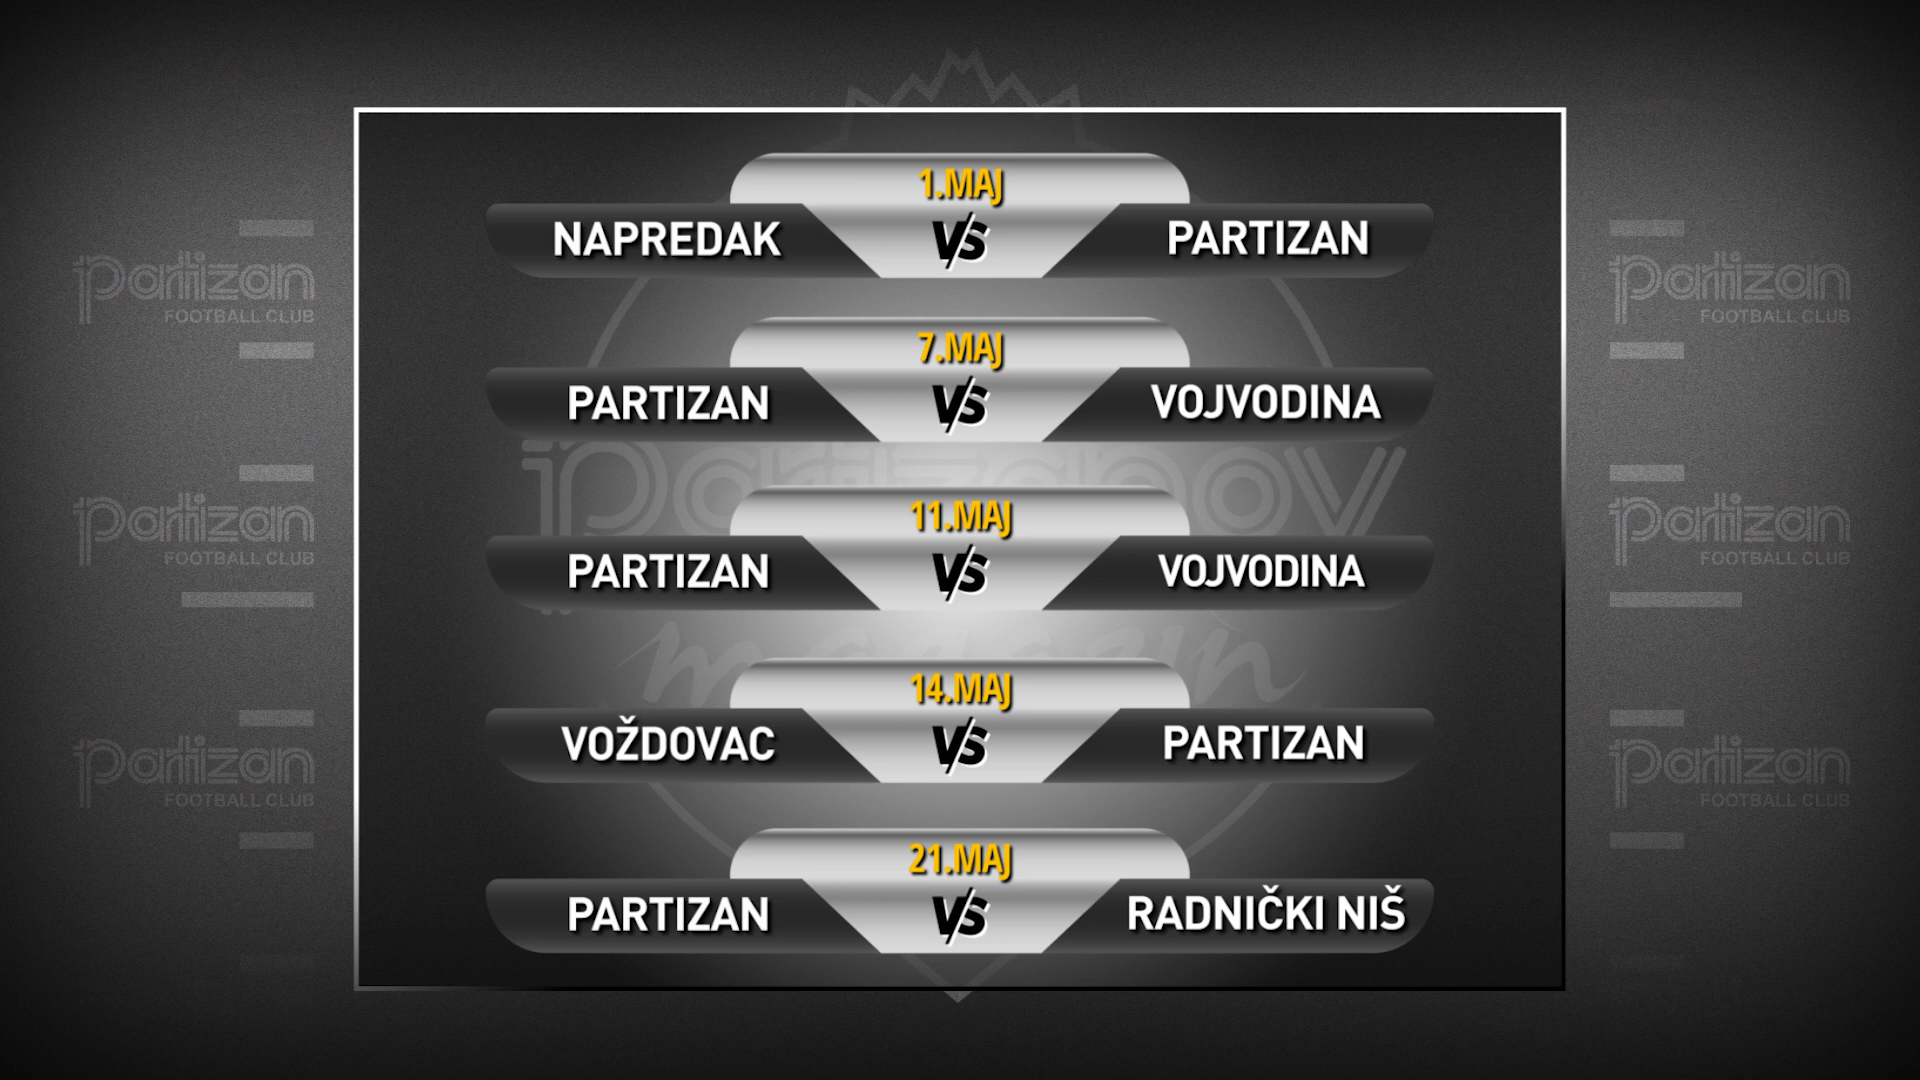 1.MAJ
NAPREDAK VS PARTIZAN
7.MAJ
PARTIZAN VS VOJVODINA
Partizanov
11.MAJ
PARTIZAN VS VOJVODINA
magazin
14.MAJ
VOŽDOVAC VS PARTIZAN
21.MAJ
PARTIZAN VS RADNIČKI NIŠ
Partizan
FOOTBALL CLUB
Partizan
FOOTBALL CLUB
Partizan
FOOTBALL CLUB
Partizan
FOOTBALL CLUB
Partizan
FOOTBALL CLUB
Partizan
FOOTBALL CLUB